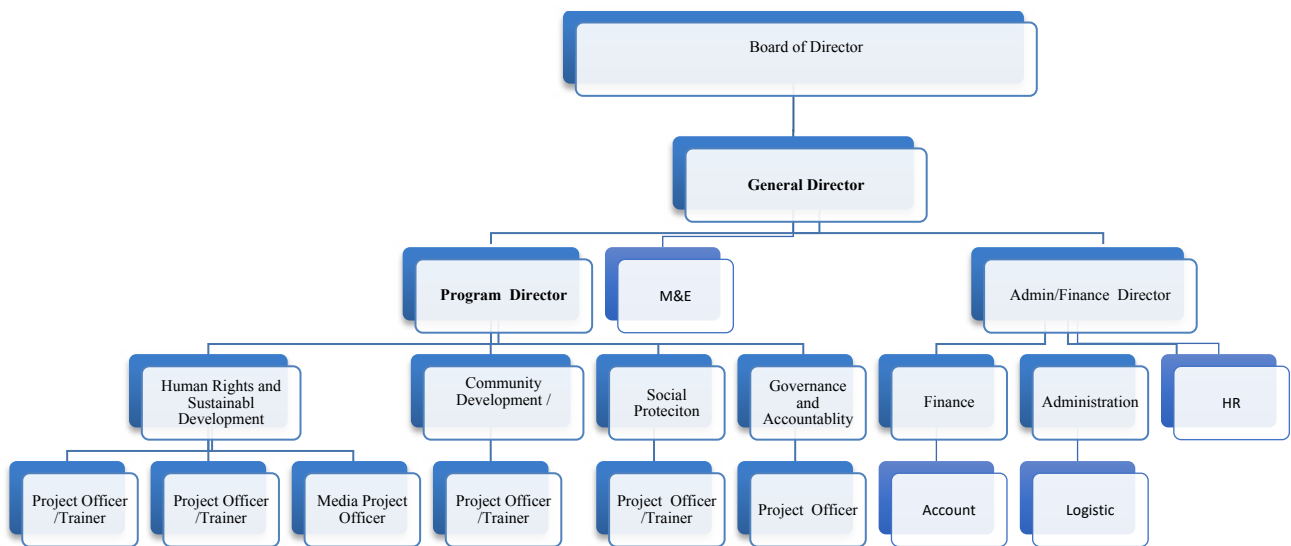 Board of Director
General Director
Program Director
M&E
Admin/Finance Director
Human Rights and
Sustainabl
Development
Community
Development /
Social
Proteciton
Governance
and
Accountablity
Finance
Administration
HR
Project Officer
/Trainer
Project Officer
/Trainer
Media Project
Officer
Project Officer
/Trainer
Project Officer
/Trainer
Project Officer
Account
Logistic